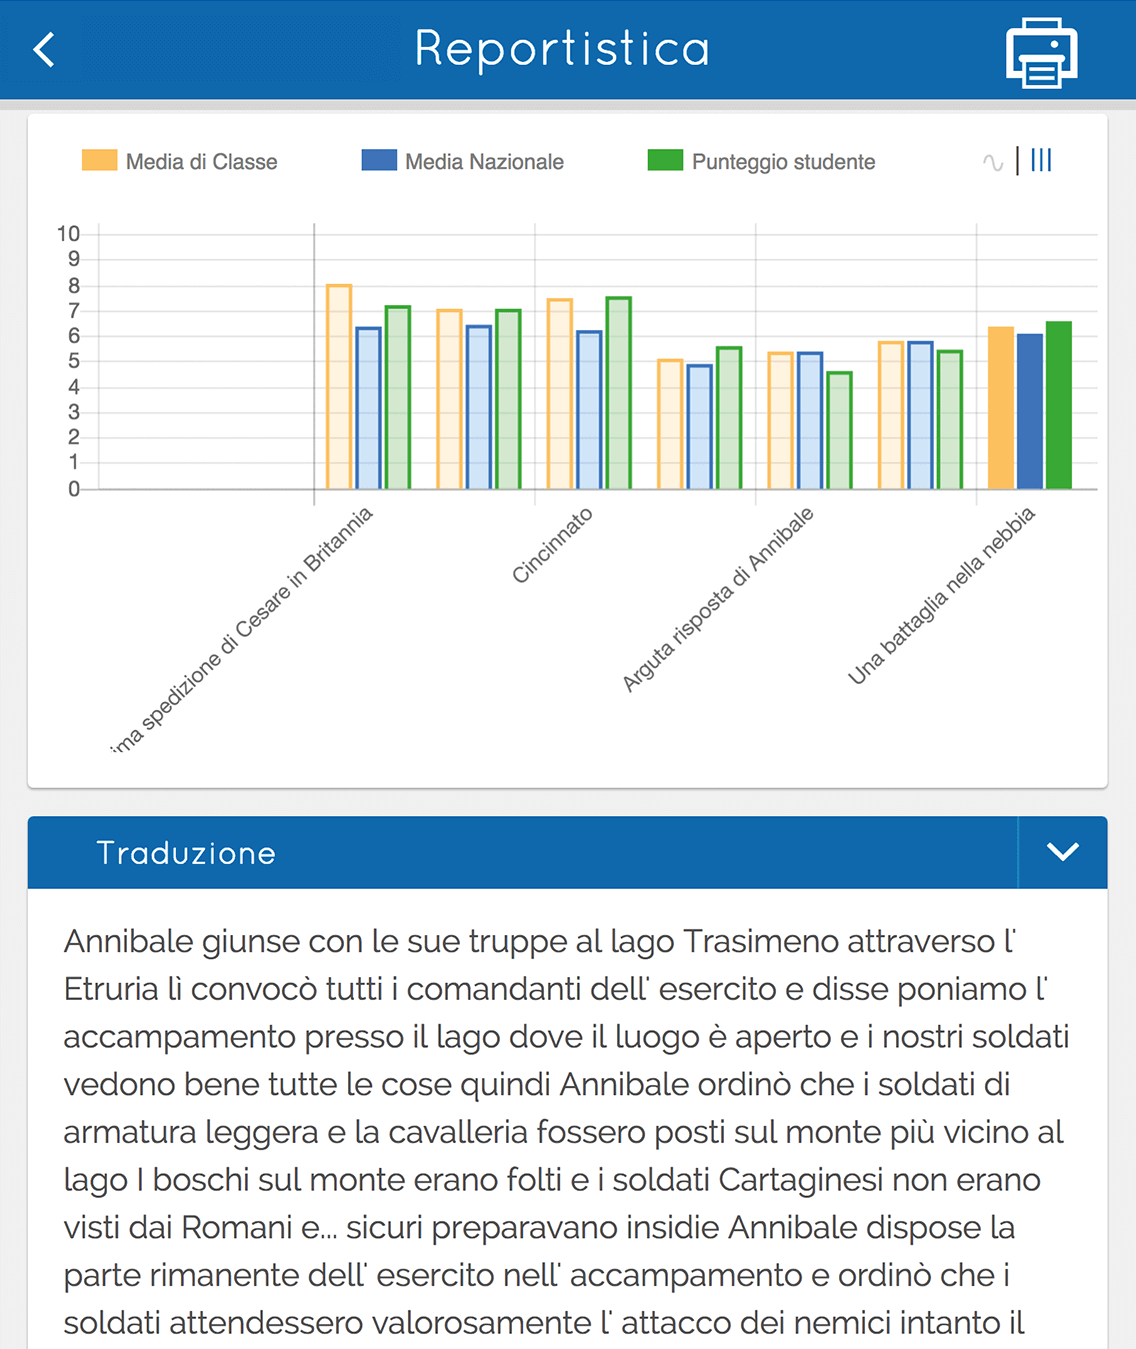 Reportistica
Media di Classe
Media Nazionale
Punteggio studente
10
9
8
7
6
5
4
3
2
1
0
ima spedizione di Cesare in Britannia
Cincinnato
Arguta risposta di Annibale
Una battaglia nella nebbia
Traduzione
Annibale giunse con le sue truppe al lago Trasimeno attraverso l'
Etruria lì convocò tutti i comandanti dell' esercito e disse poniamo l'
accampamento presso il lago dove il luogo è aperto e i nostri soldati
vedono bene tutte le cose quindi Annibale ordinò che i soldati di
armatura leggera e la cavalleria fossero posti sul monte più vicino al
lago I boschi sul monte erano folti e i soldati Cartaginesi non erano
visti dai Romani e... sicuri preparavano insidie Annibale dispose la
parte rimanente dell' esercito nell' accampamento e ordinò che i
soldati attendessero valorosamente l' attacco dei nemici intanto il